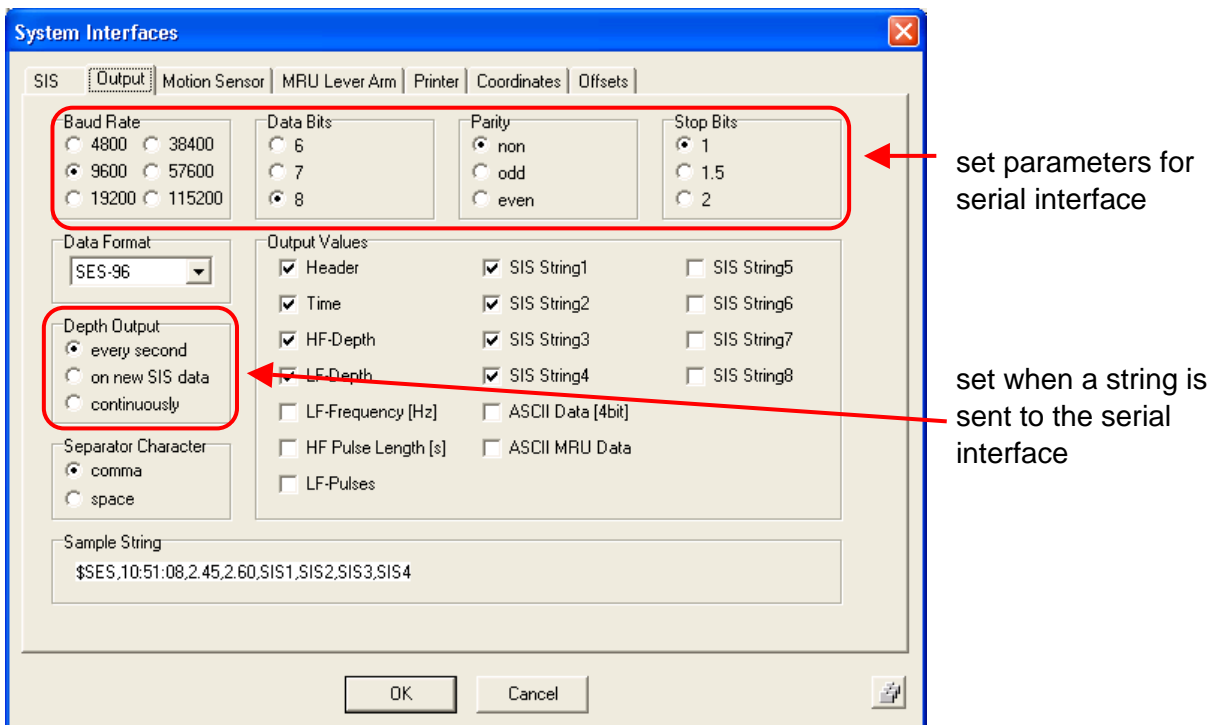 System Interfaces
SIS Output Motion Sensor MRU Lever Arm Printer Coordinates Offsets
Baud Rate
4800 38400
9600 57600
19200 115200
Data Bits
6
7
8
Parity
non
odd
even
Stop Bits
1
1.5
2
set parameters for
serial interface
Data Format
SES-96
Output Values
Header
Time
HF-Depth
LF-Depth
LF-Frequency [Hz]
HF Pulse Length [s]
LF-Pulses
SIS String1
SIS String2
SIS String3
SIS String4
ASCII Data [4bit]
ASCII MRU Data
SIS String5
SIS String6
SIS String7
SIS String8
Depth Output
every second
on new SIS data
continuously
set when a string is
sent to the serial
interface
Separator Character
comma
space
Sample String
$SES,10:51:08,2.45,2.60,SIS1,SIS2,SIS3,SIS4
OK Cancel